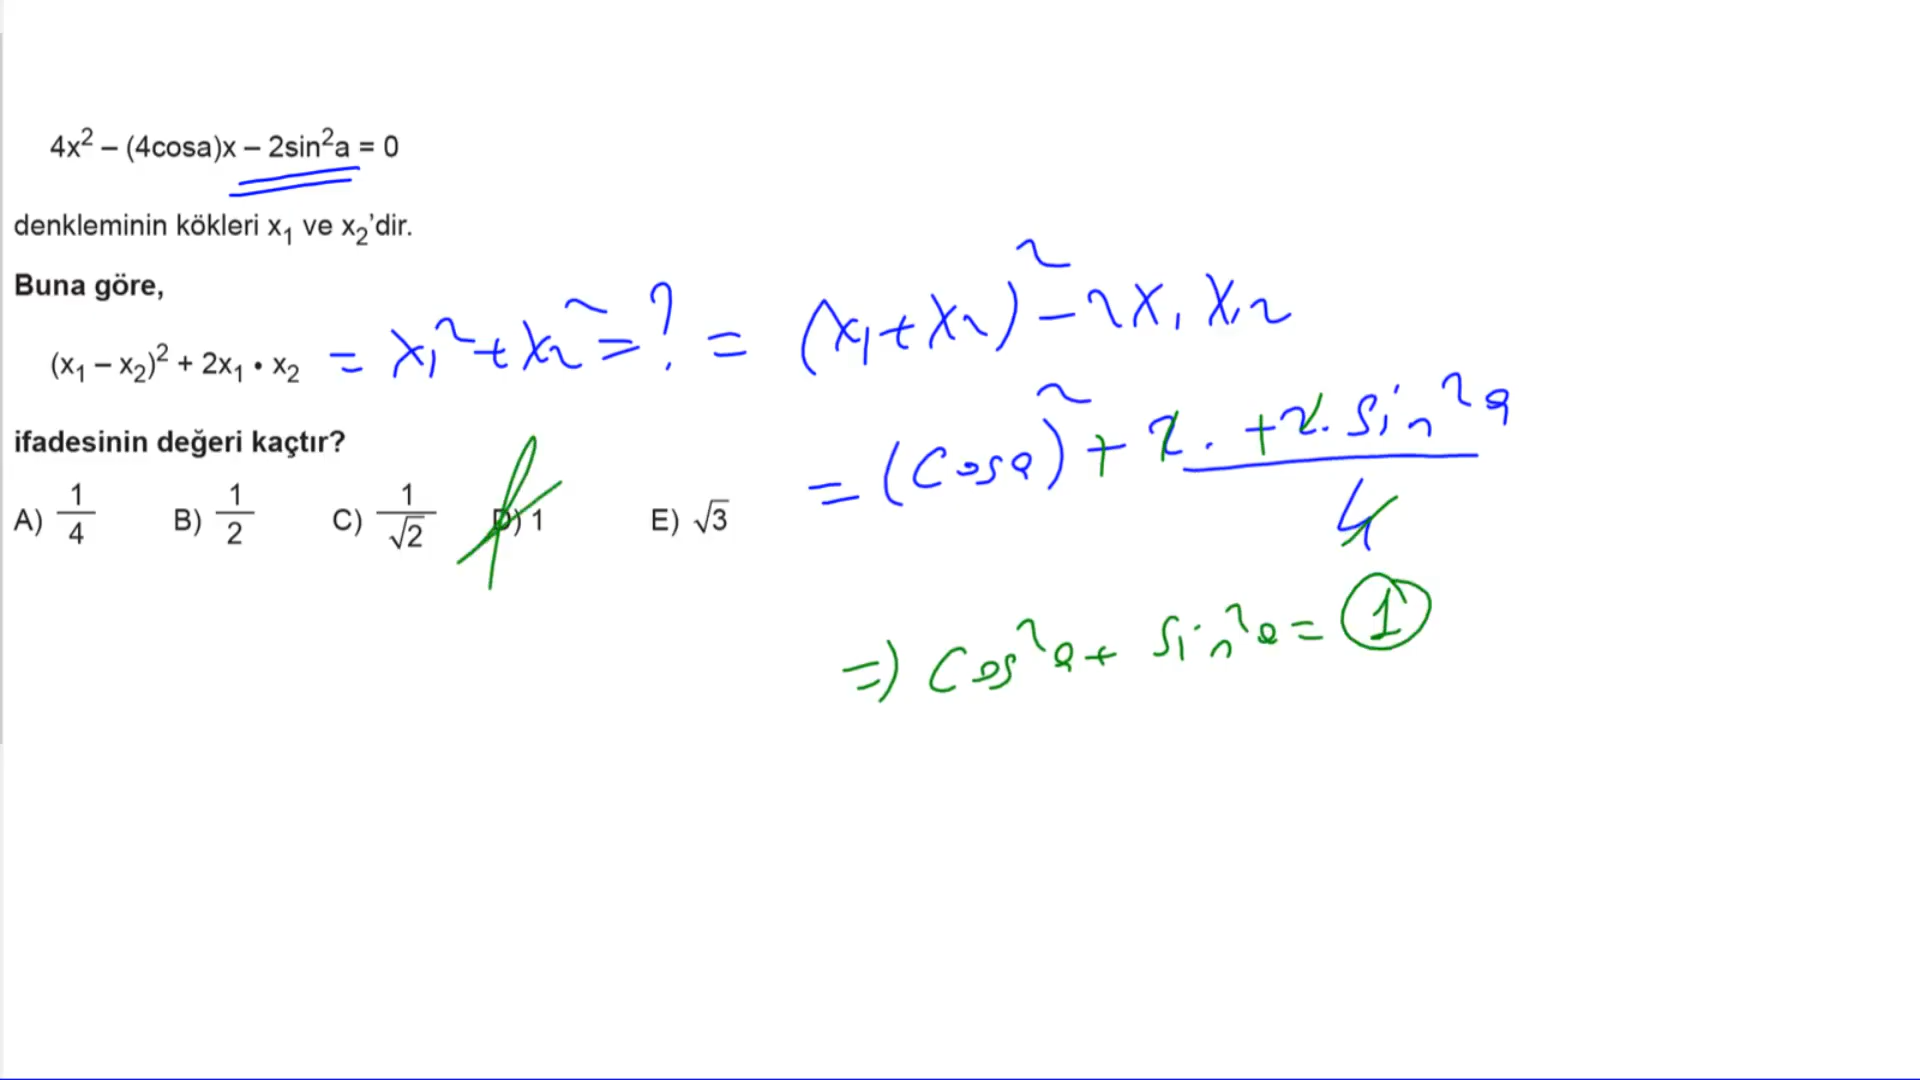 4x² – (4cosa)x – 2sin²a = 0
denkleminin kökleri x₁ ve x₂'dir.
Buna göre,
(x₁ – x₂)² + 2x₁ • x₂ = x₁² + x₂² = ? = (x₁ + x₂)² – 2x₁ x₂
= (cosa)² + 2 . +2. sin²a / 4
ifadesinin değeri kaçtır?
A) 1/4 B) 1/2 C) 1/√2 D) 1 E) √3
=> cos²a + sin²a = 1